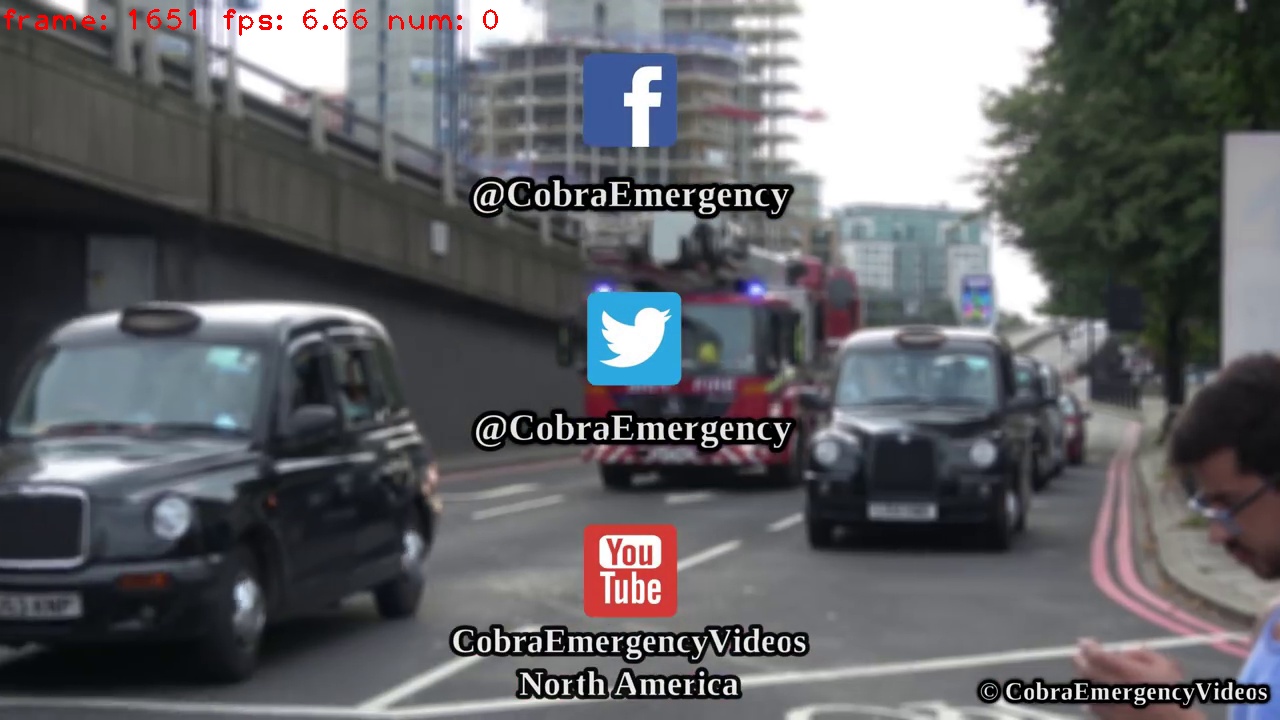 frame: 1651 fps: 6.66 num: 0
@CobraEmergency
FIRE
@CobraEmergency
You
Tube
CobraEmergencyVideos
North America
© CobraEmergencyVideos